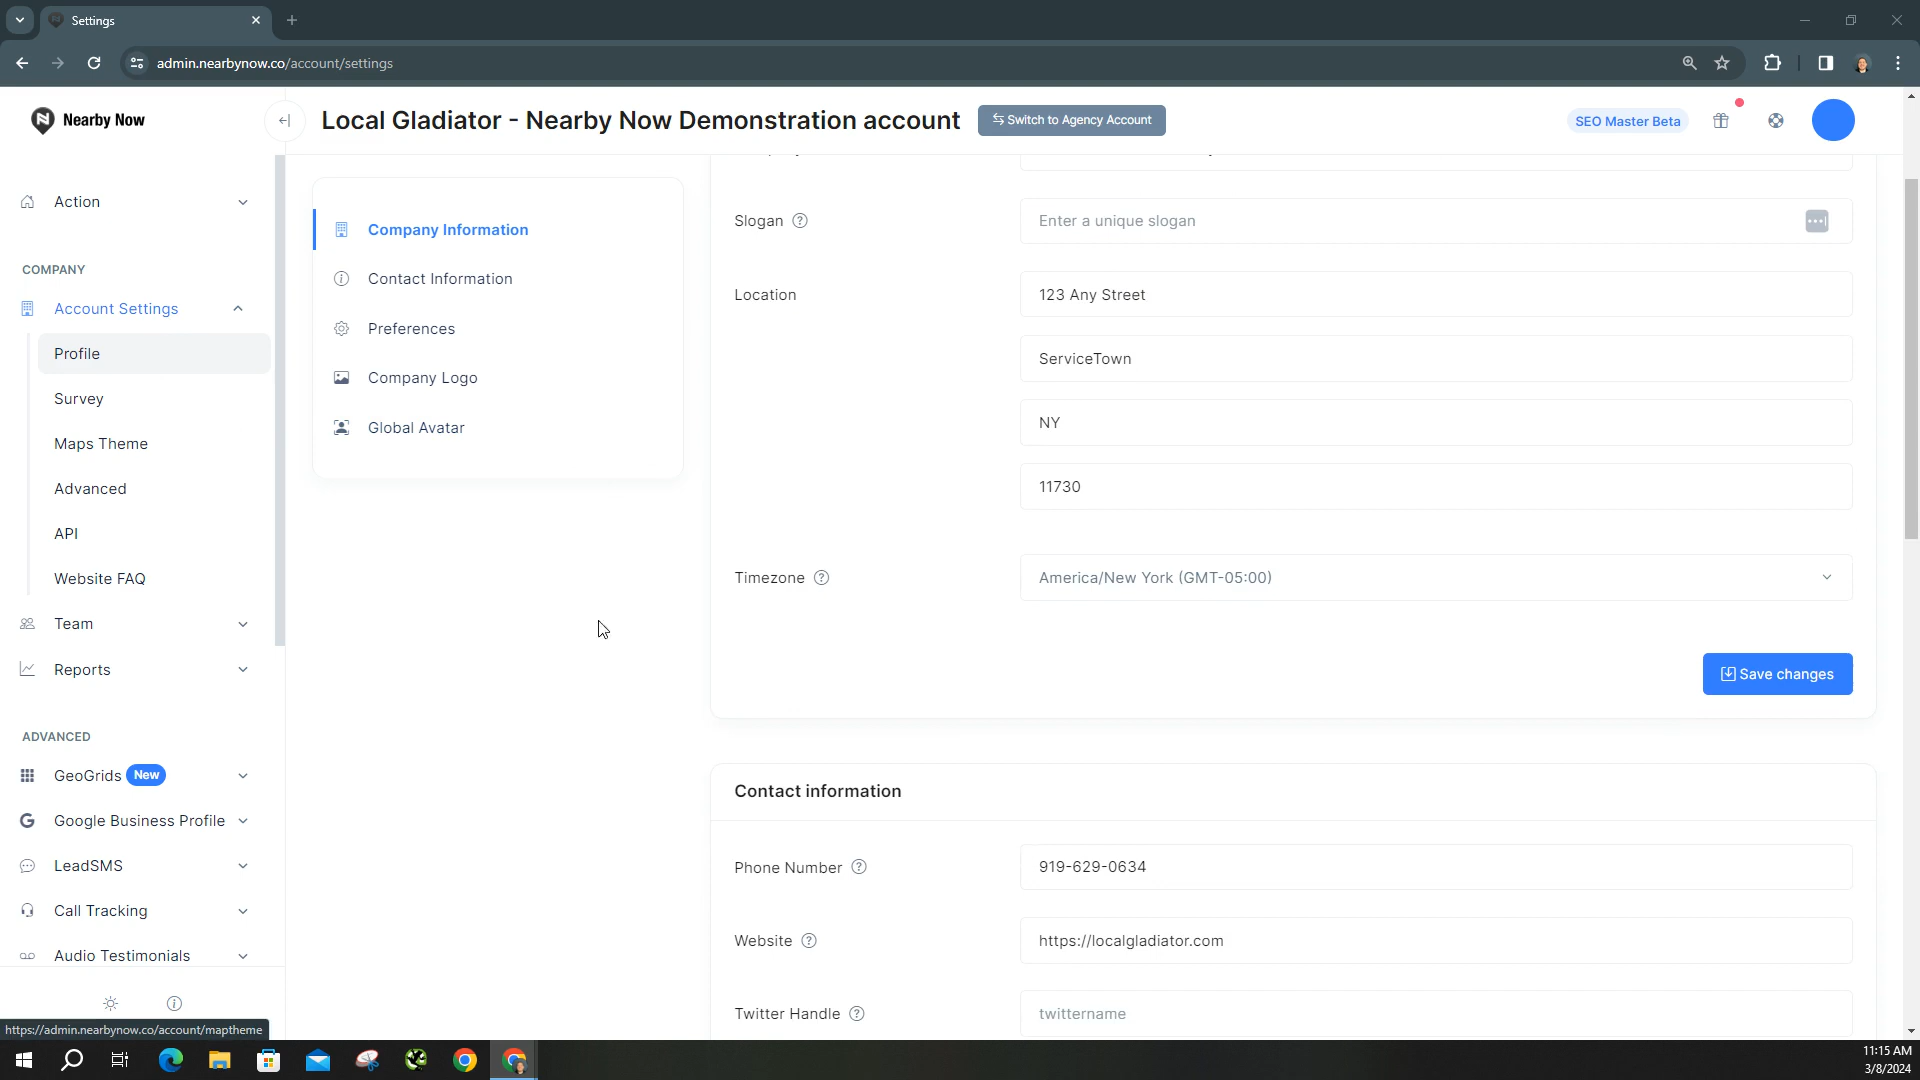 Settings
admin.nearbynow.co/account/settings
Nearby Now
Local Gladiator - Nearby Now Demonstration account
Switch to Agency Account
SEO Master Beta
Action
COMPANY
Account Settings
Profile
Survey
Maps Theme
Advanced
API
Website FAQ
Team
Reports
ADVANCED
GeoGrids New
Google Business Profile
LeadSMS
Call Tracking
Audio Testimonials
https://admin.nearbynow.co/account/maptheme
Company Information
Contact Information
Preferences
Company Logo
Global Avatar
Slogan
Enter a unique slogan
Location
123 Any Street
ServiceTown
NY
11730
Timezone
America/New York (GMT-05:00)
Save changes
Contact information
Phone Number
919-629-0634
Website
https://localgladiator.com
Twitter Handle
twittername
11:15 AM
3/8/2024